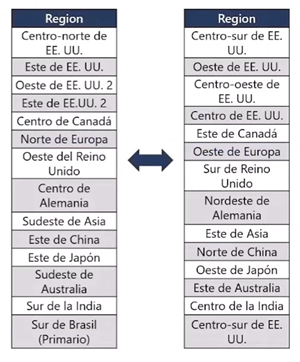 Region
Centro-norte de
EE. UU.
Este de EE. UU.
Oeste de EE. UU. 2
Este de EE.UU. 2
Centro de Canadá
Norte de Europa
Oeste del Reino
Unido
Centro de
Alemania
Sudeste de Asia
Este de China
Este de Japón
Sudeste de
Australia
Sur de la India
Sur de Brasil
(Primario)
Region
Centro-sur de EE.
UU.
Oeste de EE. UU.
Centro-oeste de
EE. UU.
Centro de EE. UU.
Este de Canadá
Oeste de Europa
Sur de Reino
Unido
Nordeste de
Alemania
Este de Asia
Norte de China
Oeste de Japón
Este de Australia
Centro de la India
Centro-sur de EE.
UU.